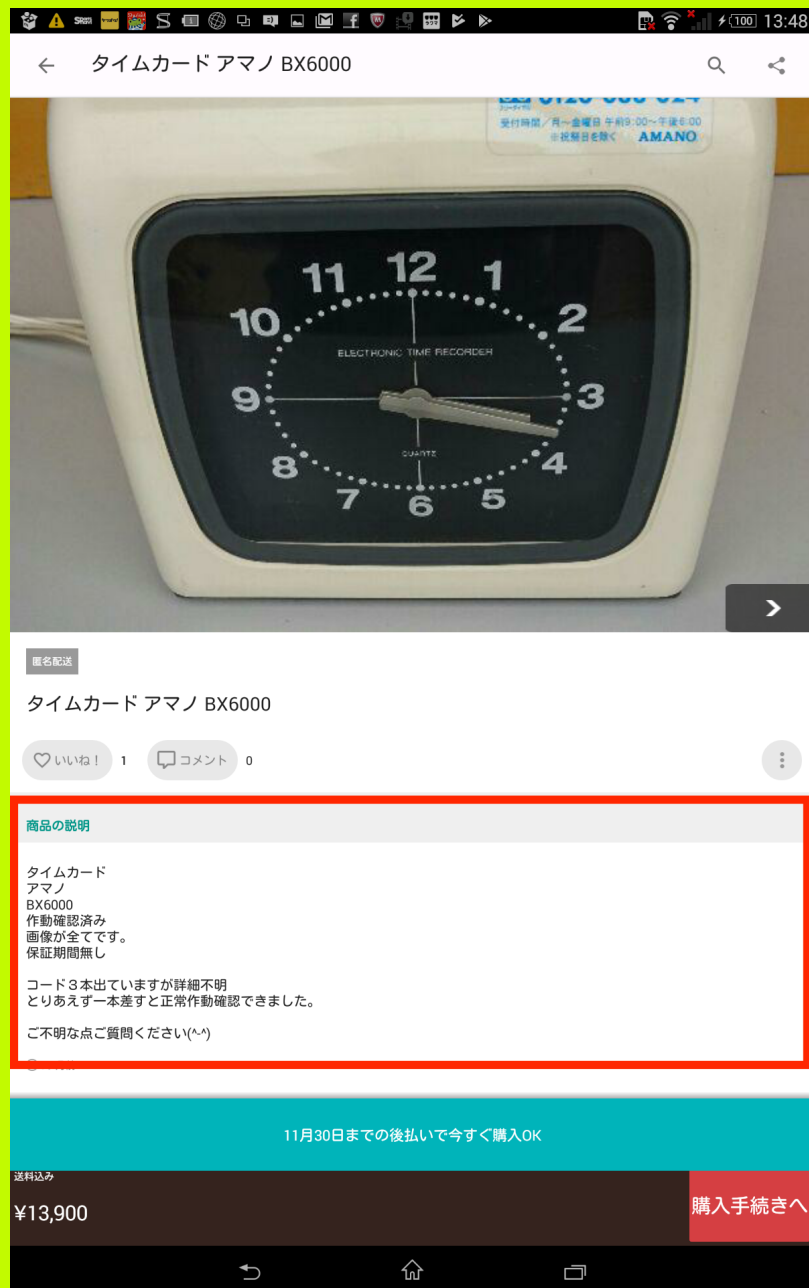 100 13:48
タイムカード アマノ BX6000
受付時間／月～金曜日 午前9:00～午後6:00
※祝祭日を除く AMANO
11 12 1
10 2
ELECTRONIC TIME RECORDER
9 3
QUARTZ
8 4
7 6 5
匿名配送
タイムカード アマノ BX6000
いいね！ 1 コメント 0
商品の説明
タイムカード
アマノ
BX6000
作動確認済み
画像が全てです。
保証期間無し
コード３本出ていますが詳細不明
とりあえず一本差すと正常作動確認できました。
ご不明な点ご質問ください(^-^)
11月30日までの後払いで今すぐ購入OK
送料込み
¥13,900
購入手続きへ